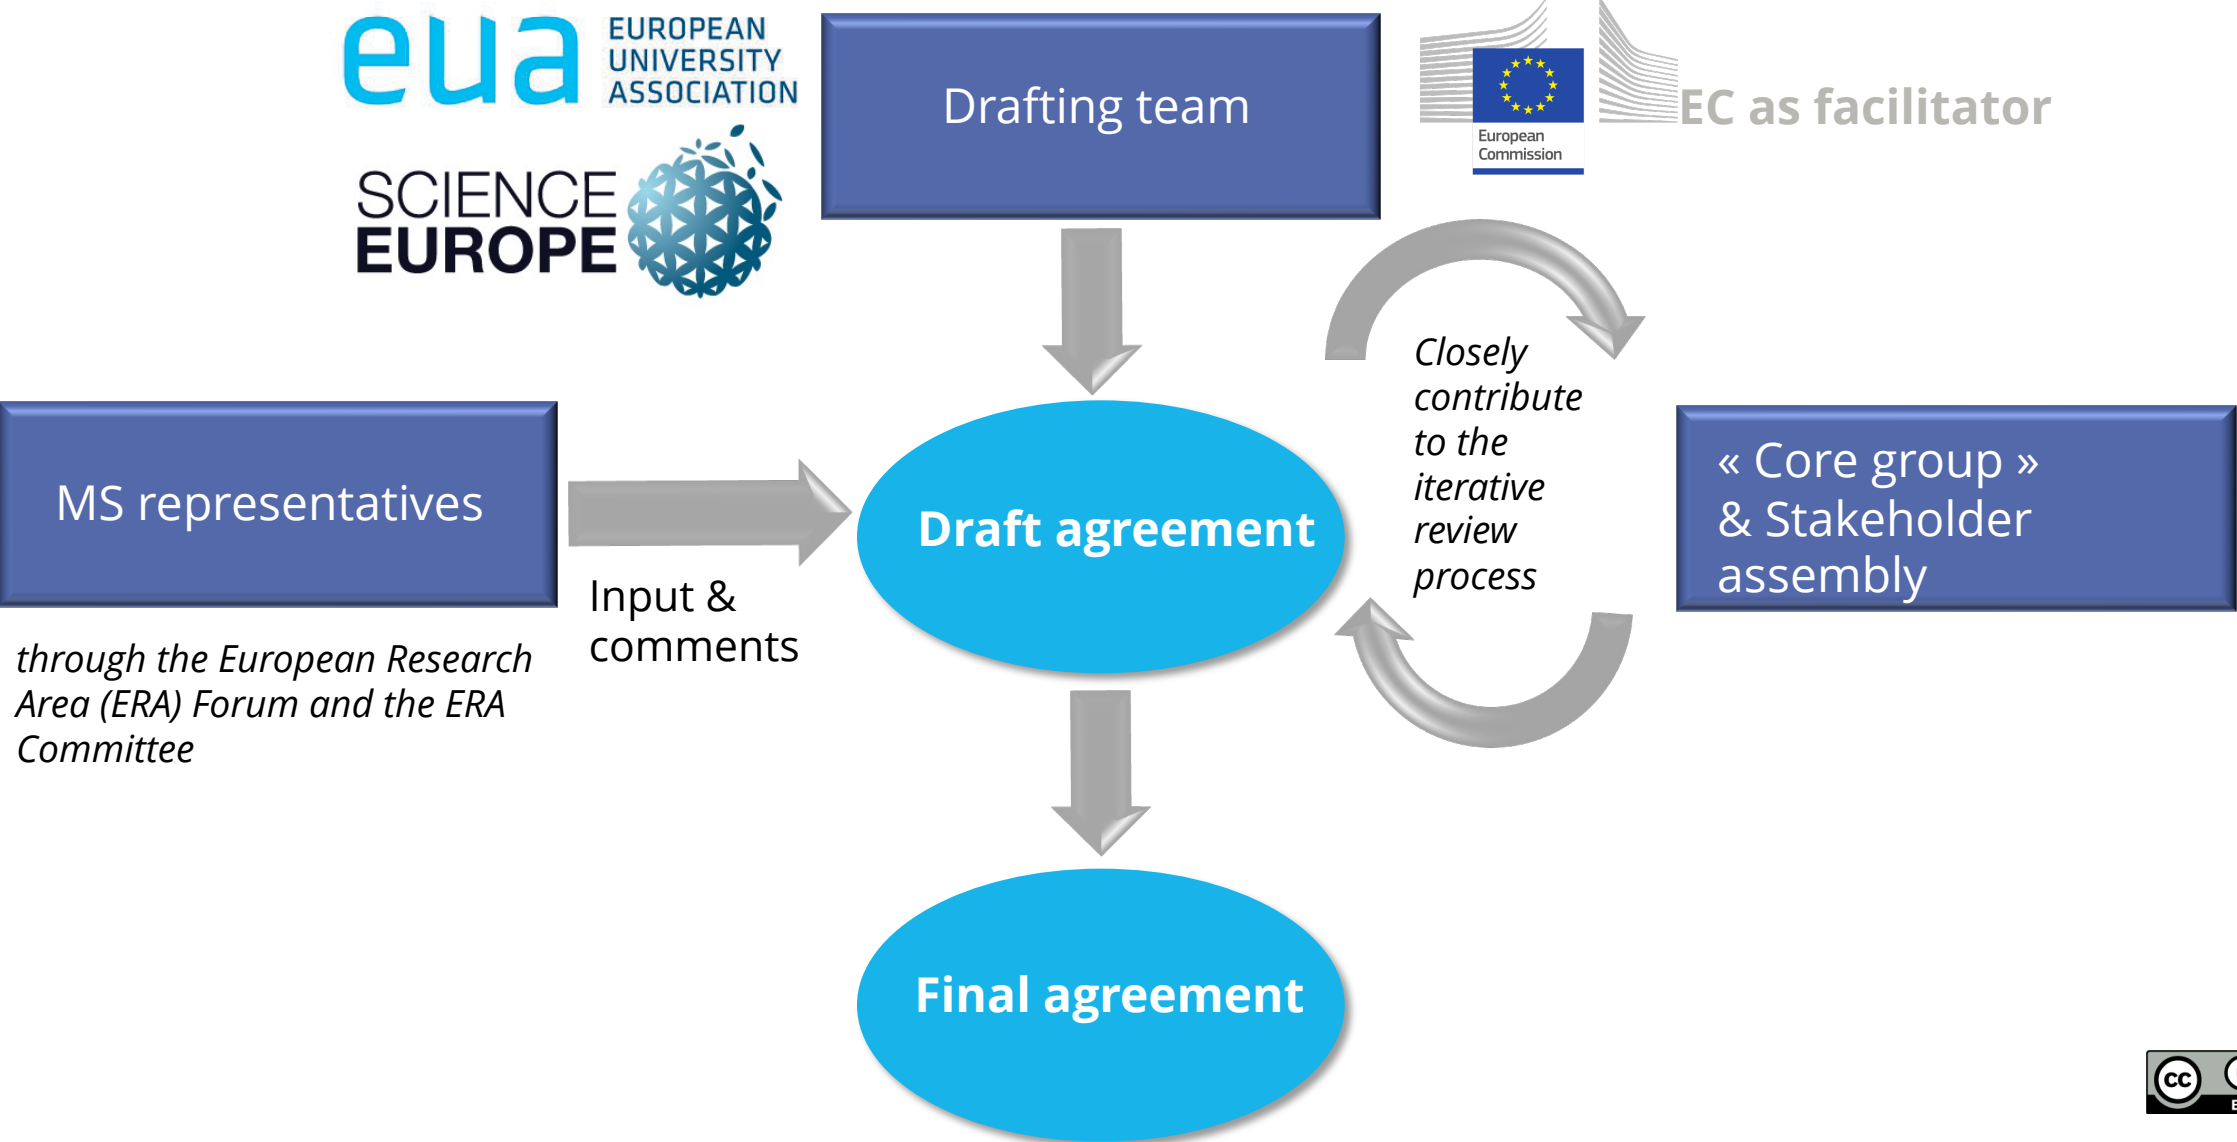 eua
EUROPEAN
UNIVERSITY
ASSOCIATION
SCIENCE
EUROPE
Drafting team
European
Commission
EC as facilitator
MS representatives
through the European Research
Area (ERA) Forum and the ERA
Committee
Input &
comments
Draft agreement
Closely
contribute
to the
iterative
review
process
« Core group »
& Stakeholder
assembly
Final agreement
cc